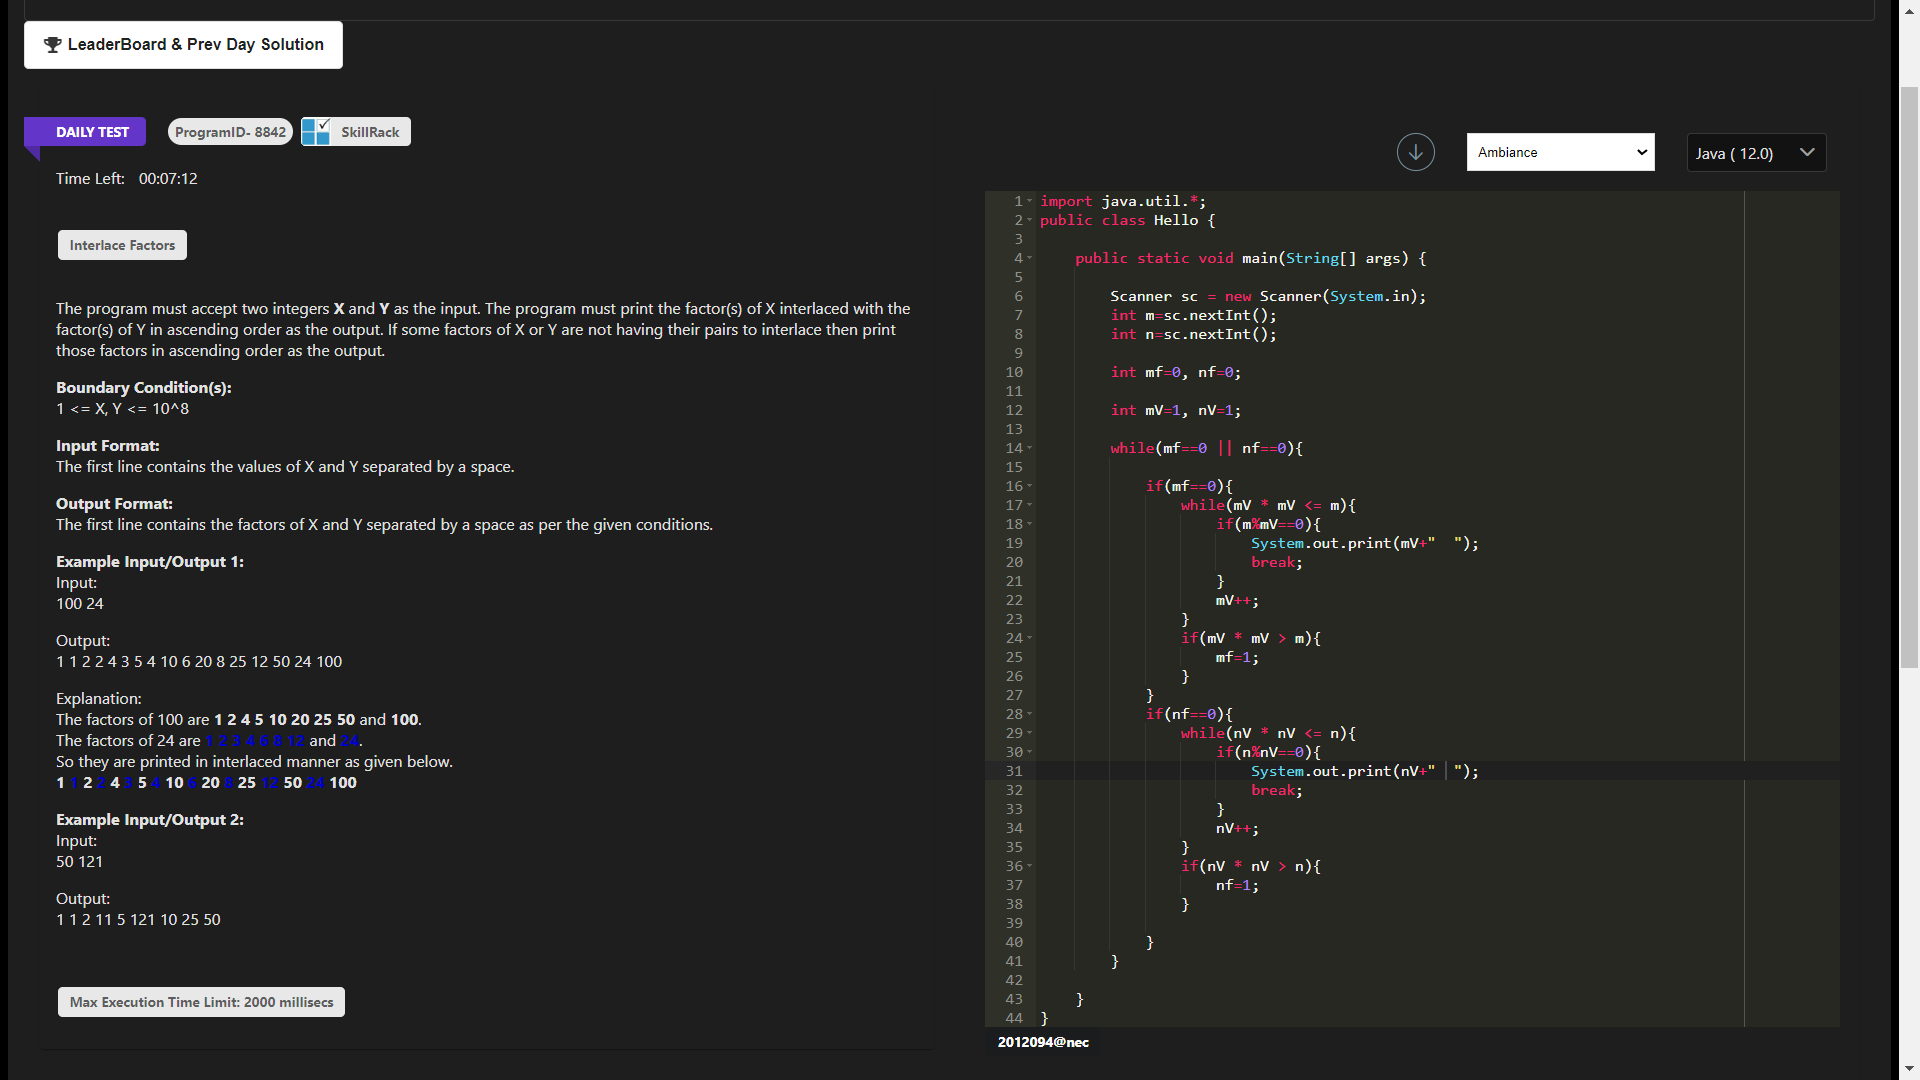 LeaderBoard & Prev Day Solution
DAILY TEST
ProgramID- 8842
SkillRack
Time Left: 00:07:12
Interlace Factors
The program must accept two integers X and Y as the input. The program must print the factor(s) of X interlaced with the
factor(s) of Y in ascending order as the output. If some factors of X or Y are not having their pairs to interlace then print
those factors in ascending order as the output.
Boundary Condition(s):
1 <= X, Y <= 10^8
Input Format:
The first line contains the values of X and Y separated by a space.
Output Format:
The first line contains the factors of X and Y separated by a space as per the given conditions.
Example Input/Output 1:
Input:
100 24
Output:
1 1 2 2 4 3 5 4 10 6 20 8 25 12 50 24 100
Explanation:
The factors of 100 are 1 2 4 5 10 20 25 50 and 100.
The factors of 24 are 1 2 3 4 6 8 12 and 24.
So they are printed in interlaced manner as given below.
1 1 2 2 4 3 5 4 10 6 20 8 25 12 50 24 100
Example Input/Output 2:
Input:
50 121
Output:
1 1 2 11 5 121 10 25 50
Max Execution Time Limit: 2000 millisecs
Ambiance
Java ( 12.0)
1 import java.util.*;
2 public class Hello {
3
4 public static void main(String[] args) {
5
6 Scanner sc = new Scanner(System.in);
7 int m=sc.nextInt();
8 int n=sc.nextInt();
9
10 int mf=0, nf=0;
11
12 int mV=1, nV=1;
13
14 while(mf==0 || nf==0){
15
16 if(mf==0){
17 while(mV * mV <= m){
18 if(m%mV==0){
19 System.out.print(mV+"  ");
20 break;
21 }
22 mV++;
23 }
24 if(mV * mV > m){
25 mf=1;
26 }
27 }
28 if(nf==0){
29 while(nV * nV <= n){
30 if(n%nV==0){
31 System.out.print(nV+"  ");
32 break;
33 }
34 nV++;
35 }
36 if(nV * nV > n){
37 nf=1;
38 }
39
40 }
41 }
42
43 }
44 }
2012094@nec